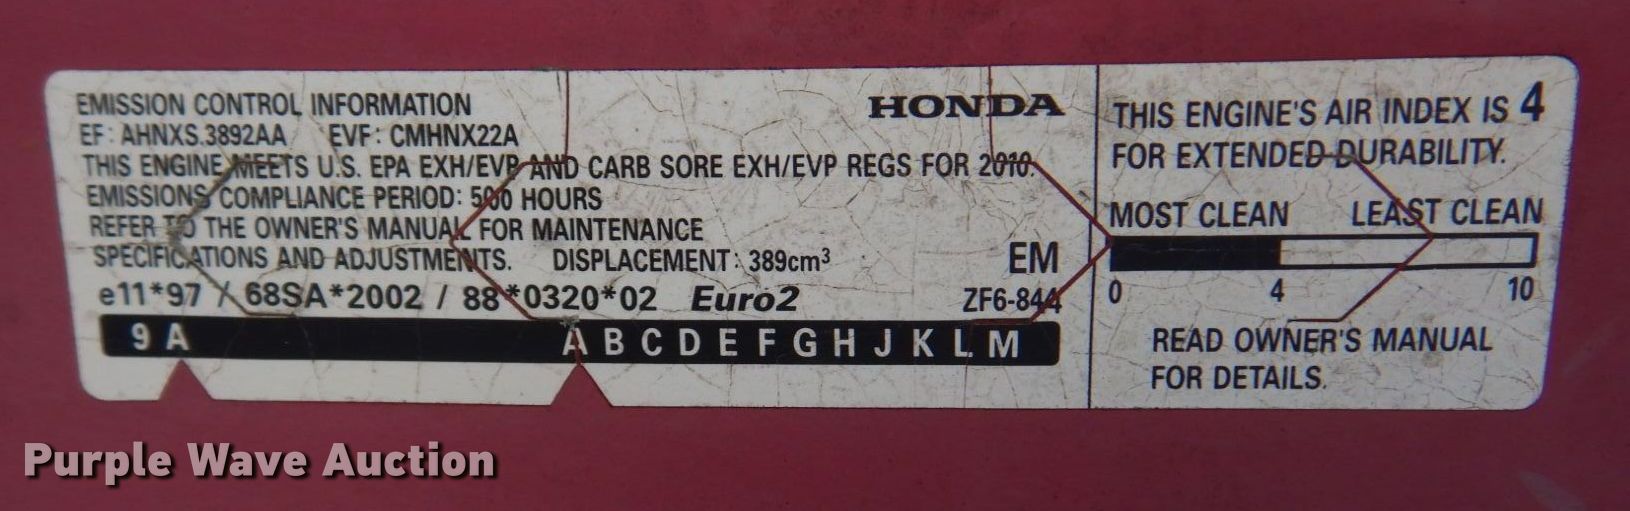 EMISSION CONTROL INFORMATION
HONDA
EF: AHNXS.3892AA EVF: CMHNX22A
THIS ENGINE MEETS U.S. EPA EXH/EVP AND CARB SORE EXH/EVP REGS FOR 2010.
EMISSIONS COMPLIANCE PERIOD: 500 HOURS
REFER TO THE OWNER'S MANUAL FOR MAINTENANCE
SPECIFICATIONS AND ADJUSTMENTS. DISPLACEMENT: 389cm³
EM
e11*97 / 68SA*2002 / 88*0320*02 Euro2 ZF6-844
9 A A B C D E F G H J K L M
THIS ENGINE'S AIR INDEX IS 4
FOR EXTENDED DURABILITY.
MOST CLEAN LEAST CLEAN
0 4 10
READ OWNER'S MANUAL
FOR DETAILS.
Purple Wave Auction